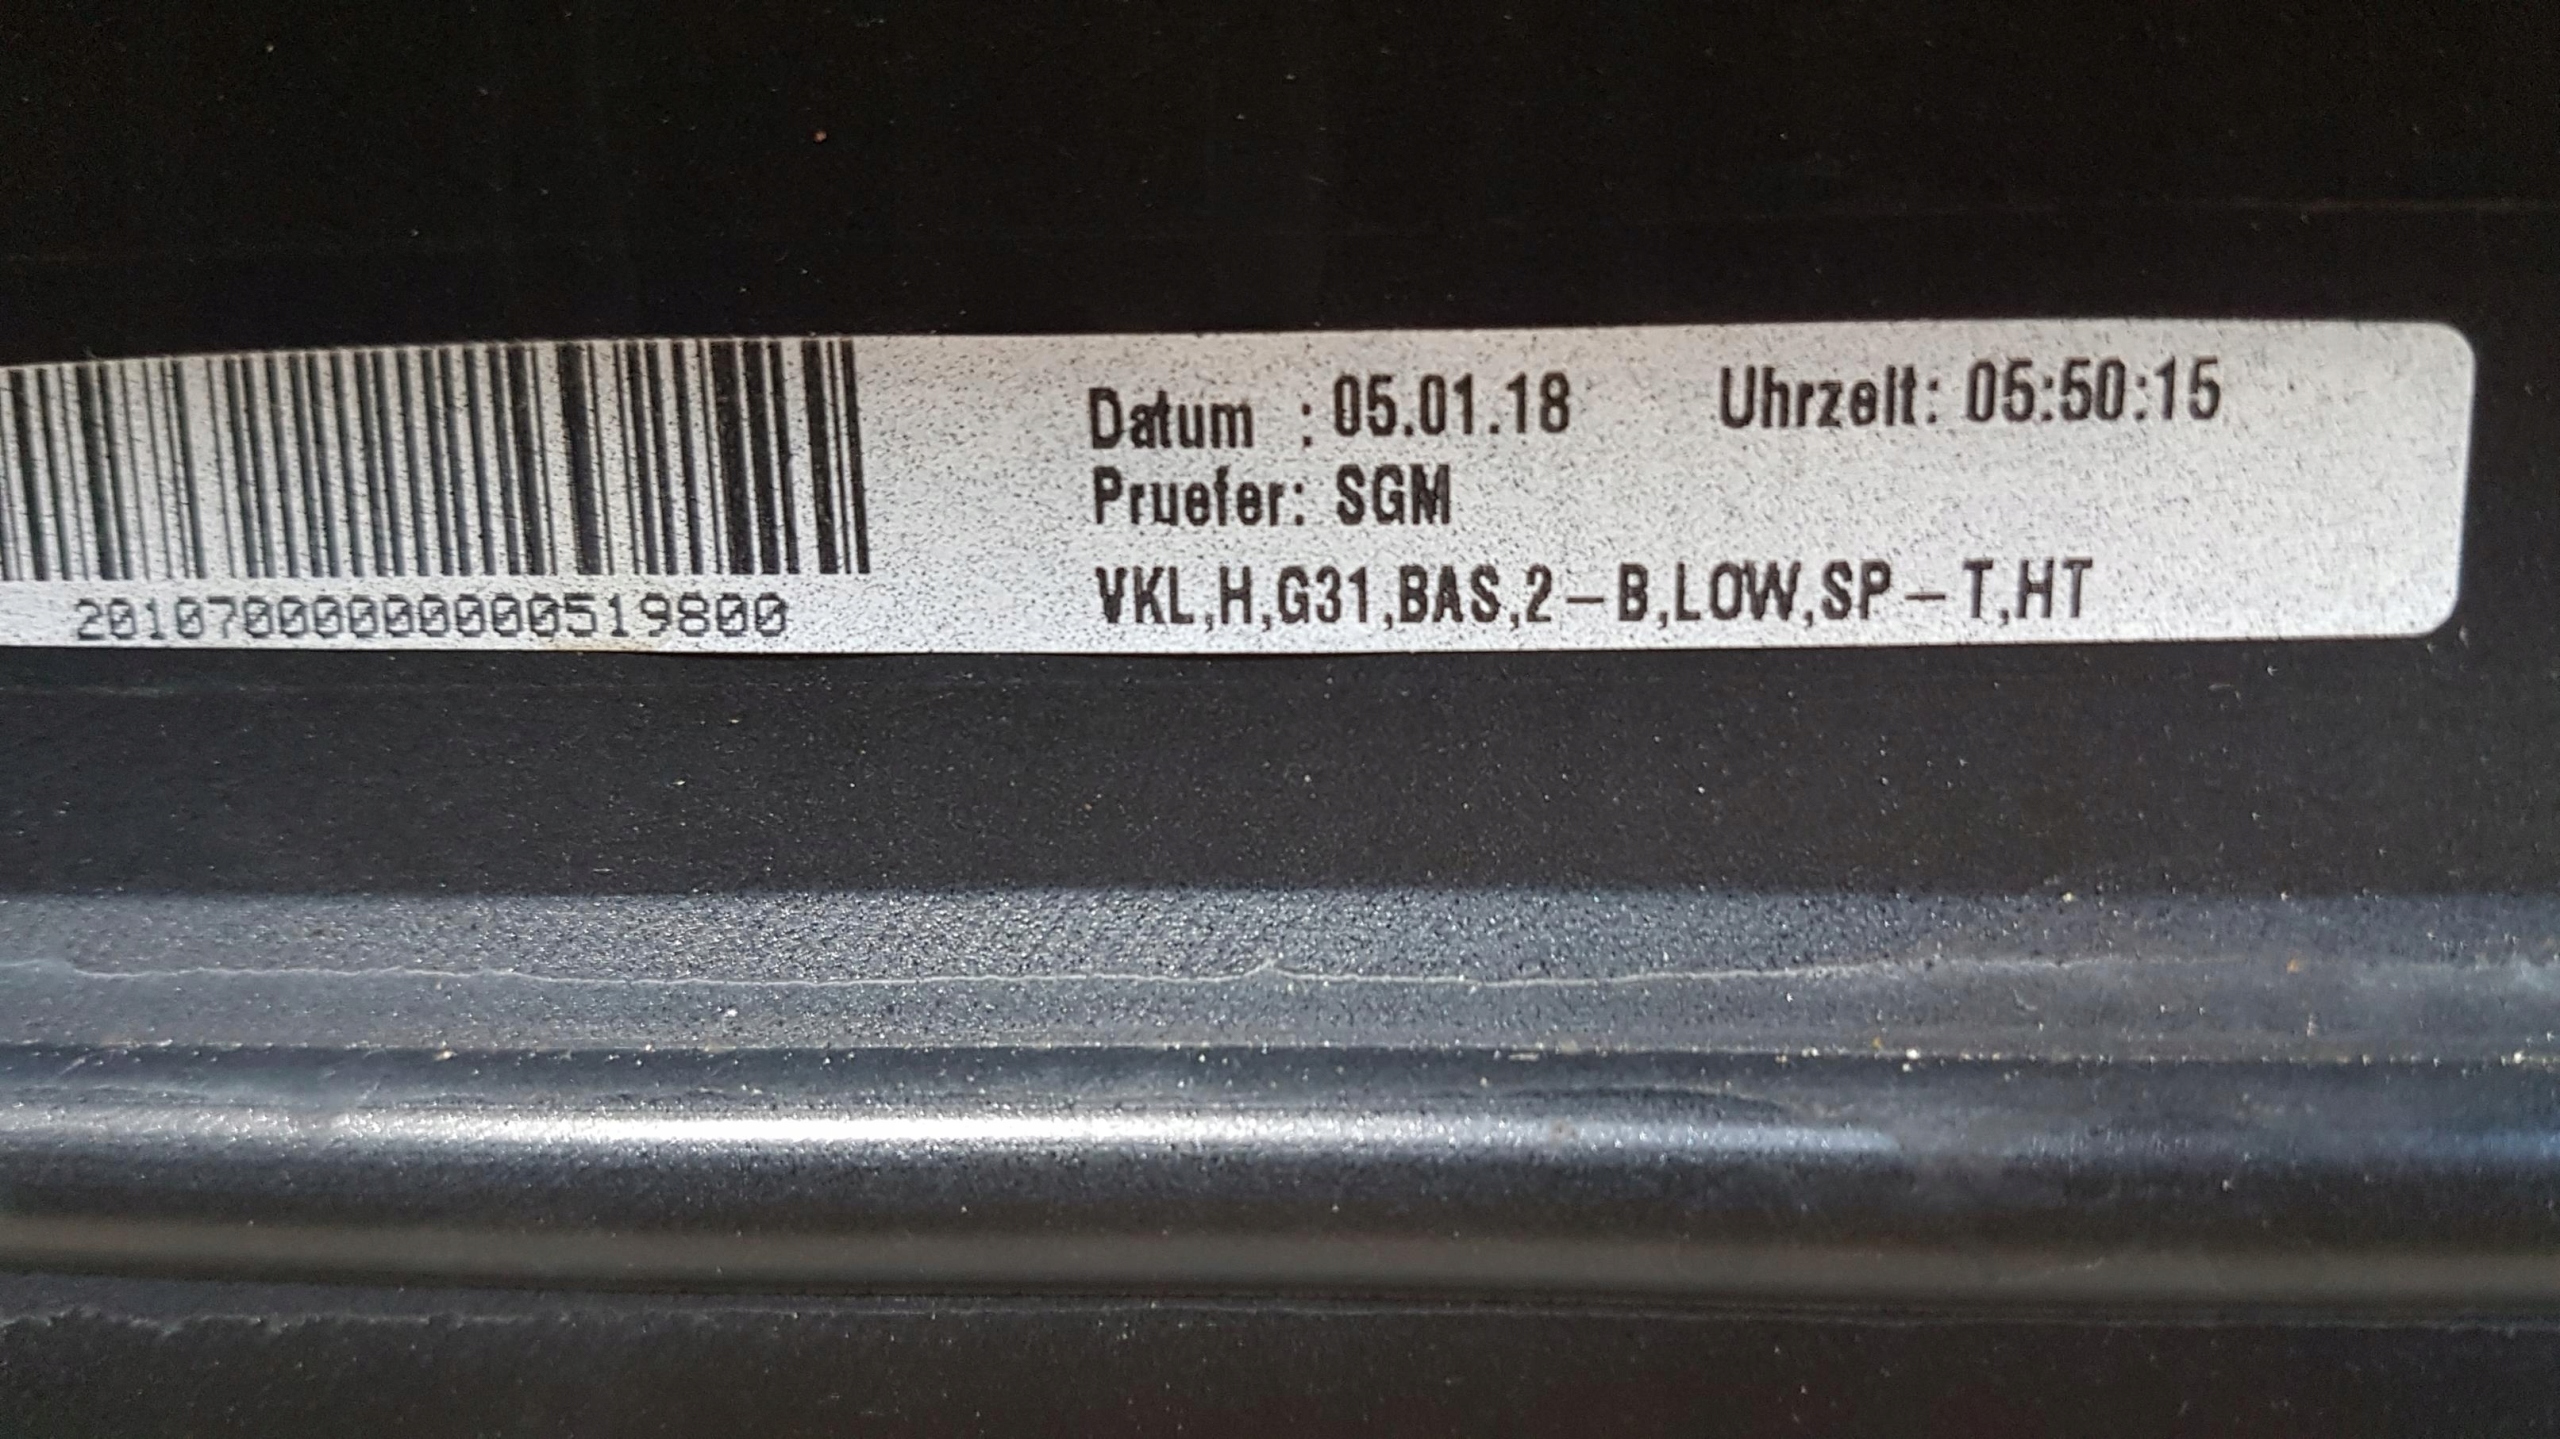 Datum : 05.01.18 Uhrzeit: 05:50:15
Pruefer: SGM
VKL,H,G31,BAS,2-B,LOW,SP-T,HT
20107000000000519800